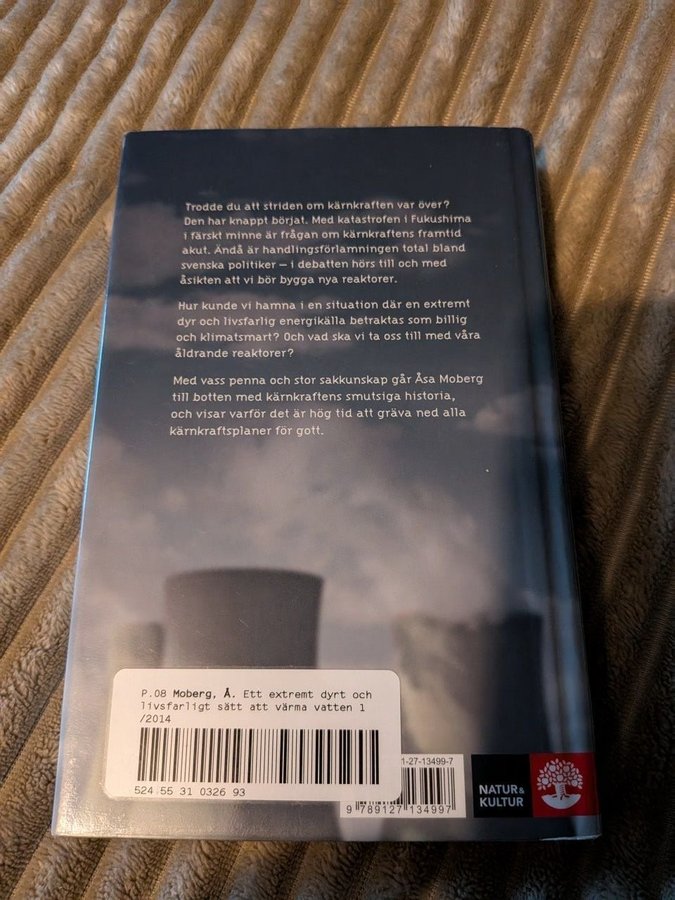 Trodde du att striden om kärnkraften var över?
Den har knappt börjat. Med katastrofen i Fukushima
i färskt minne är frågan om kärnkraftens framtid
akut. Ändå är handlingsförlamningen total bland
svenska politiker – i debatten hörs till och med
åsikten att vi bör bygga nya reaktorer.
Hur kunde vi hamna i en situation där en extremt
dyr och livsfarlig energikälla betraktas som billig
och klimatsmart? Och vad ska vi ta oss till med våra
åldrande reaktorer?
Med vass penna och stor sakkunskap går Åsa Moberg
till botten med kärnkraftens smutsiga historia,
och visar varför det är hög tid att gräva ned alla
kärnkraftsplaner för gott.
P.08 Moberg, Å. Ett extremt dyrt och
livsfarligt sätt att värma vatten 1
/2014
524 55 31 0326 93
1-27-13499-7
9 789127 134997
NATUR &
KULTUR